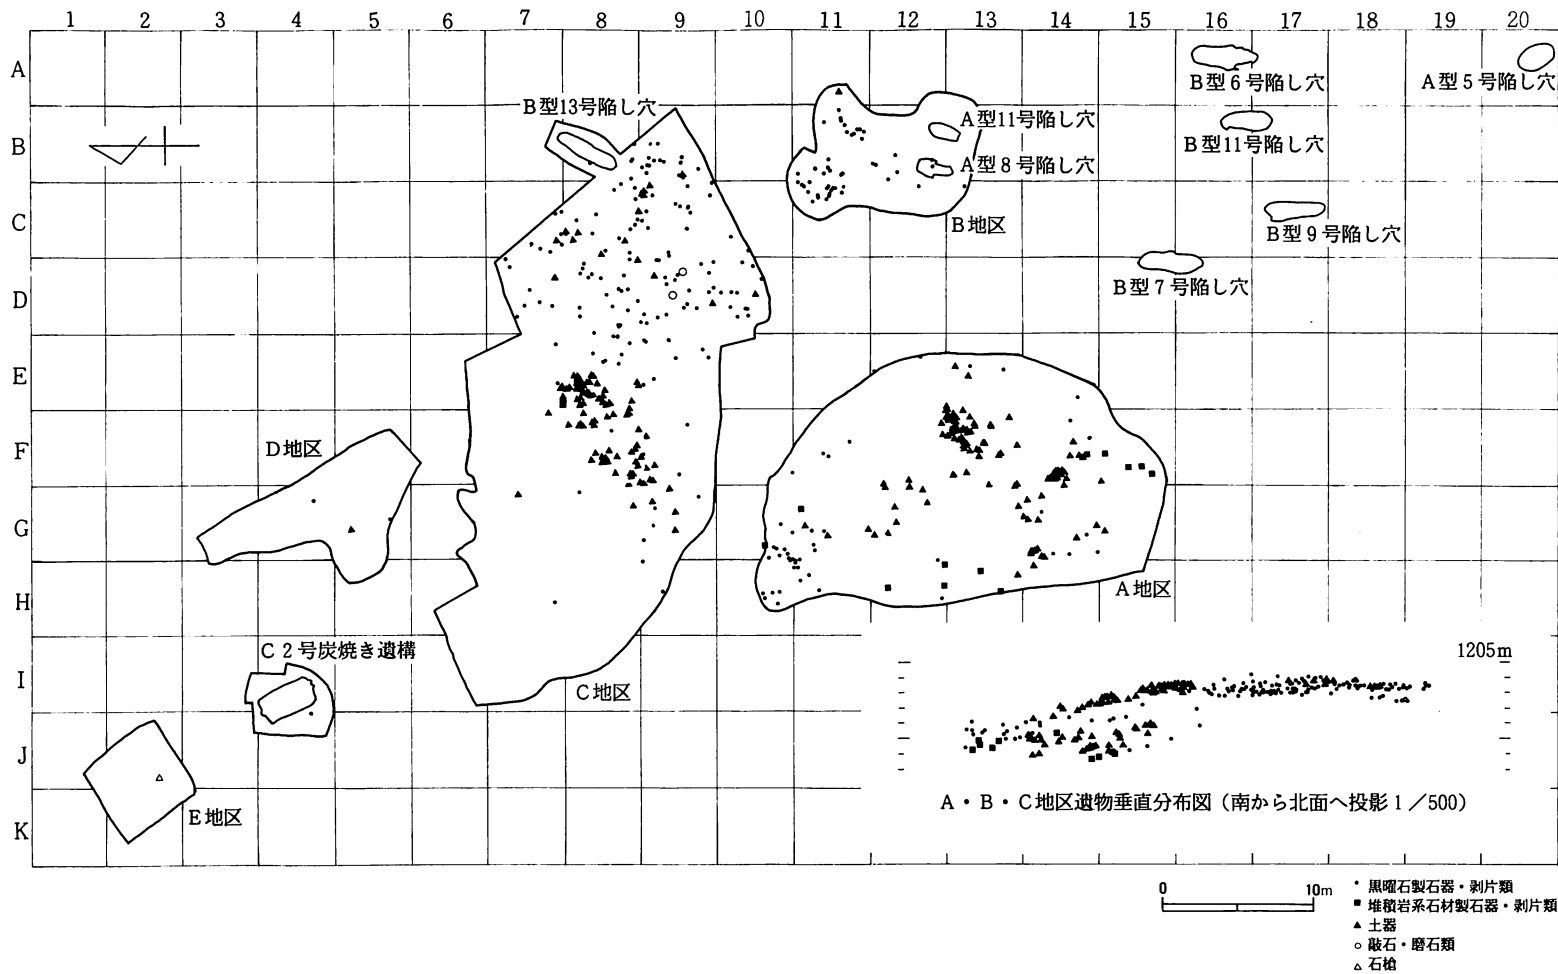 1 2 3 4 5 6 7 8 9 10 11 12 13 14 15 16 17 18 19 20
A
B
C
D
E
F
G
H
I
J
K
B型6号陥し穴
A型5号陥し穴
B型13号陥し穴
A型11号陥し穴
B型11号陥し穴
A型8号陥し穴
B地区
B型9号陥し穴
B型7号陥し穴
D地区
A地区
C2号炭焼き遺構
C地区
E地区
1205m
A・B・C地区遺物垂直分布図(南から北面へ投影1/500)
0 10m
黒曜石製石器・剥片類
堆積岩系石材製石器・剥片類
土器
敲石・磨石類
石槍